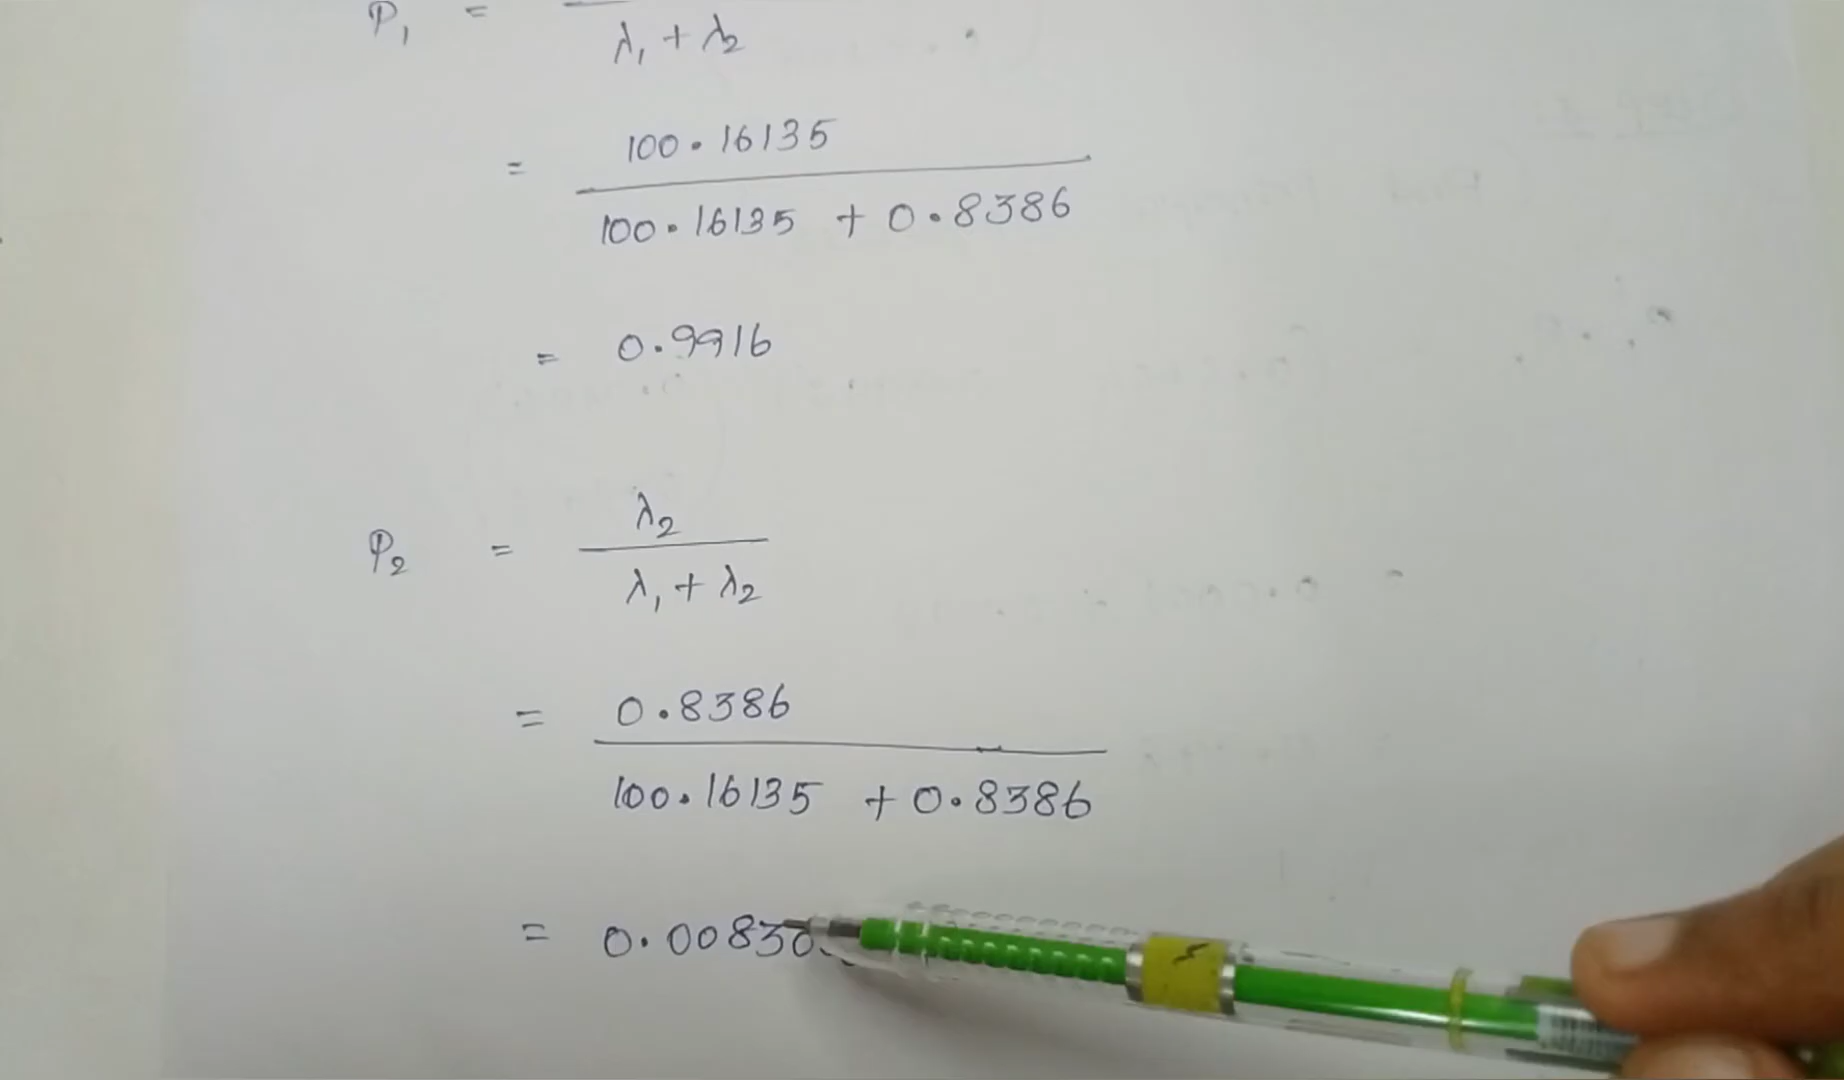 P₁ =
λ₁ + λ₂
= 100.16135
100.16135 + 0.8386
= 0.9916
P₂ = λ₂
λ₁ + λ₂
= 0.8386
100.16135 + 0.8386
= 0.00830